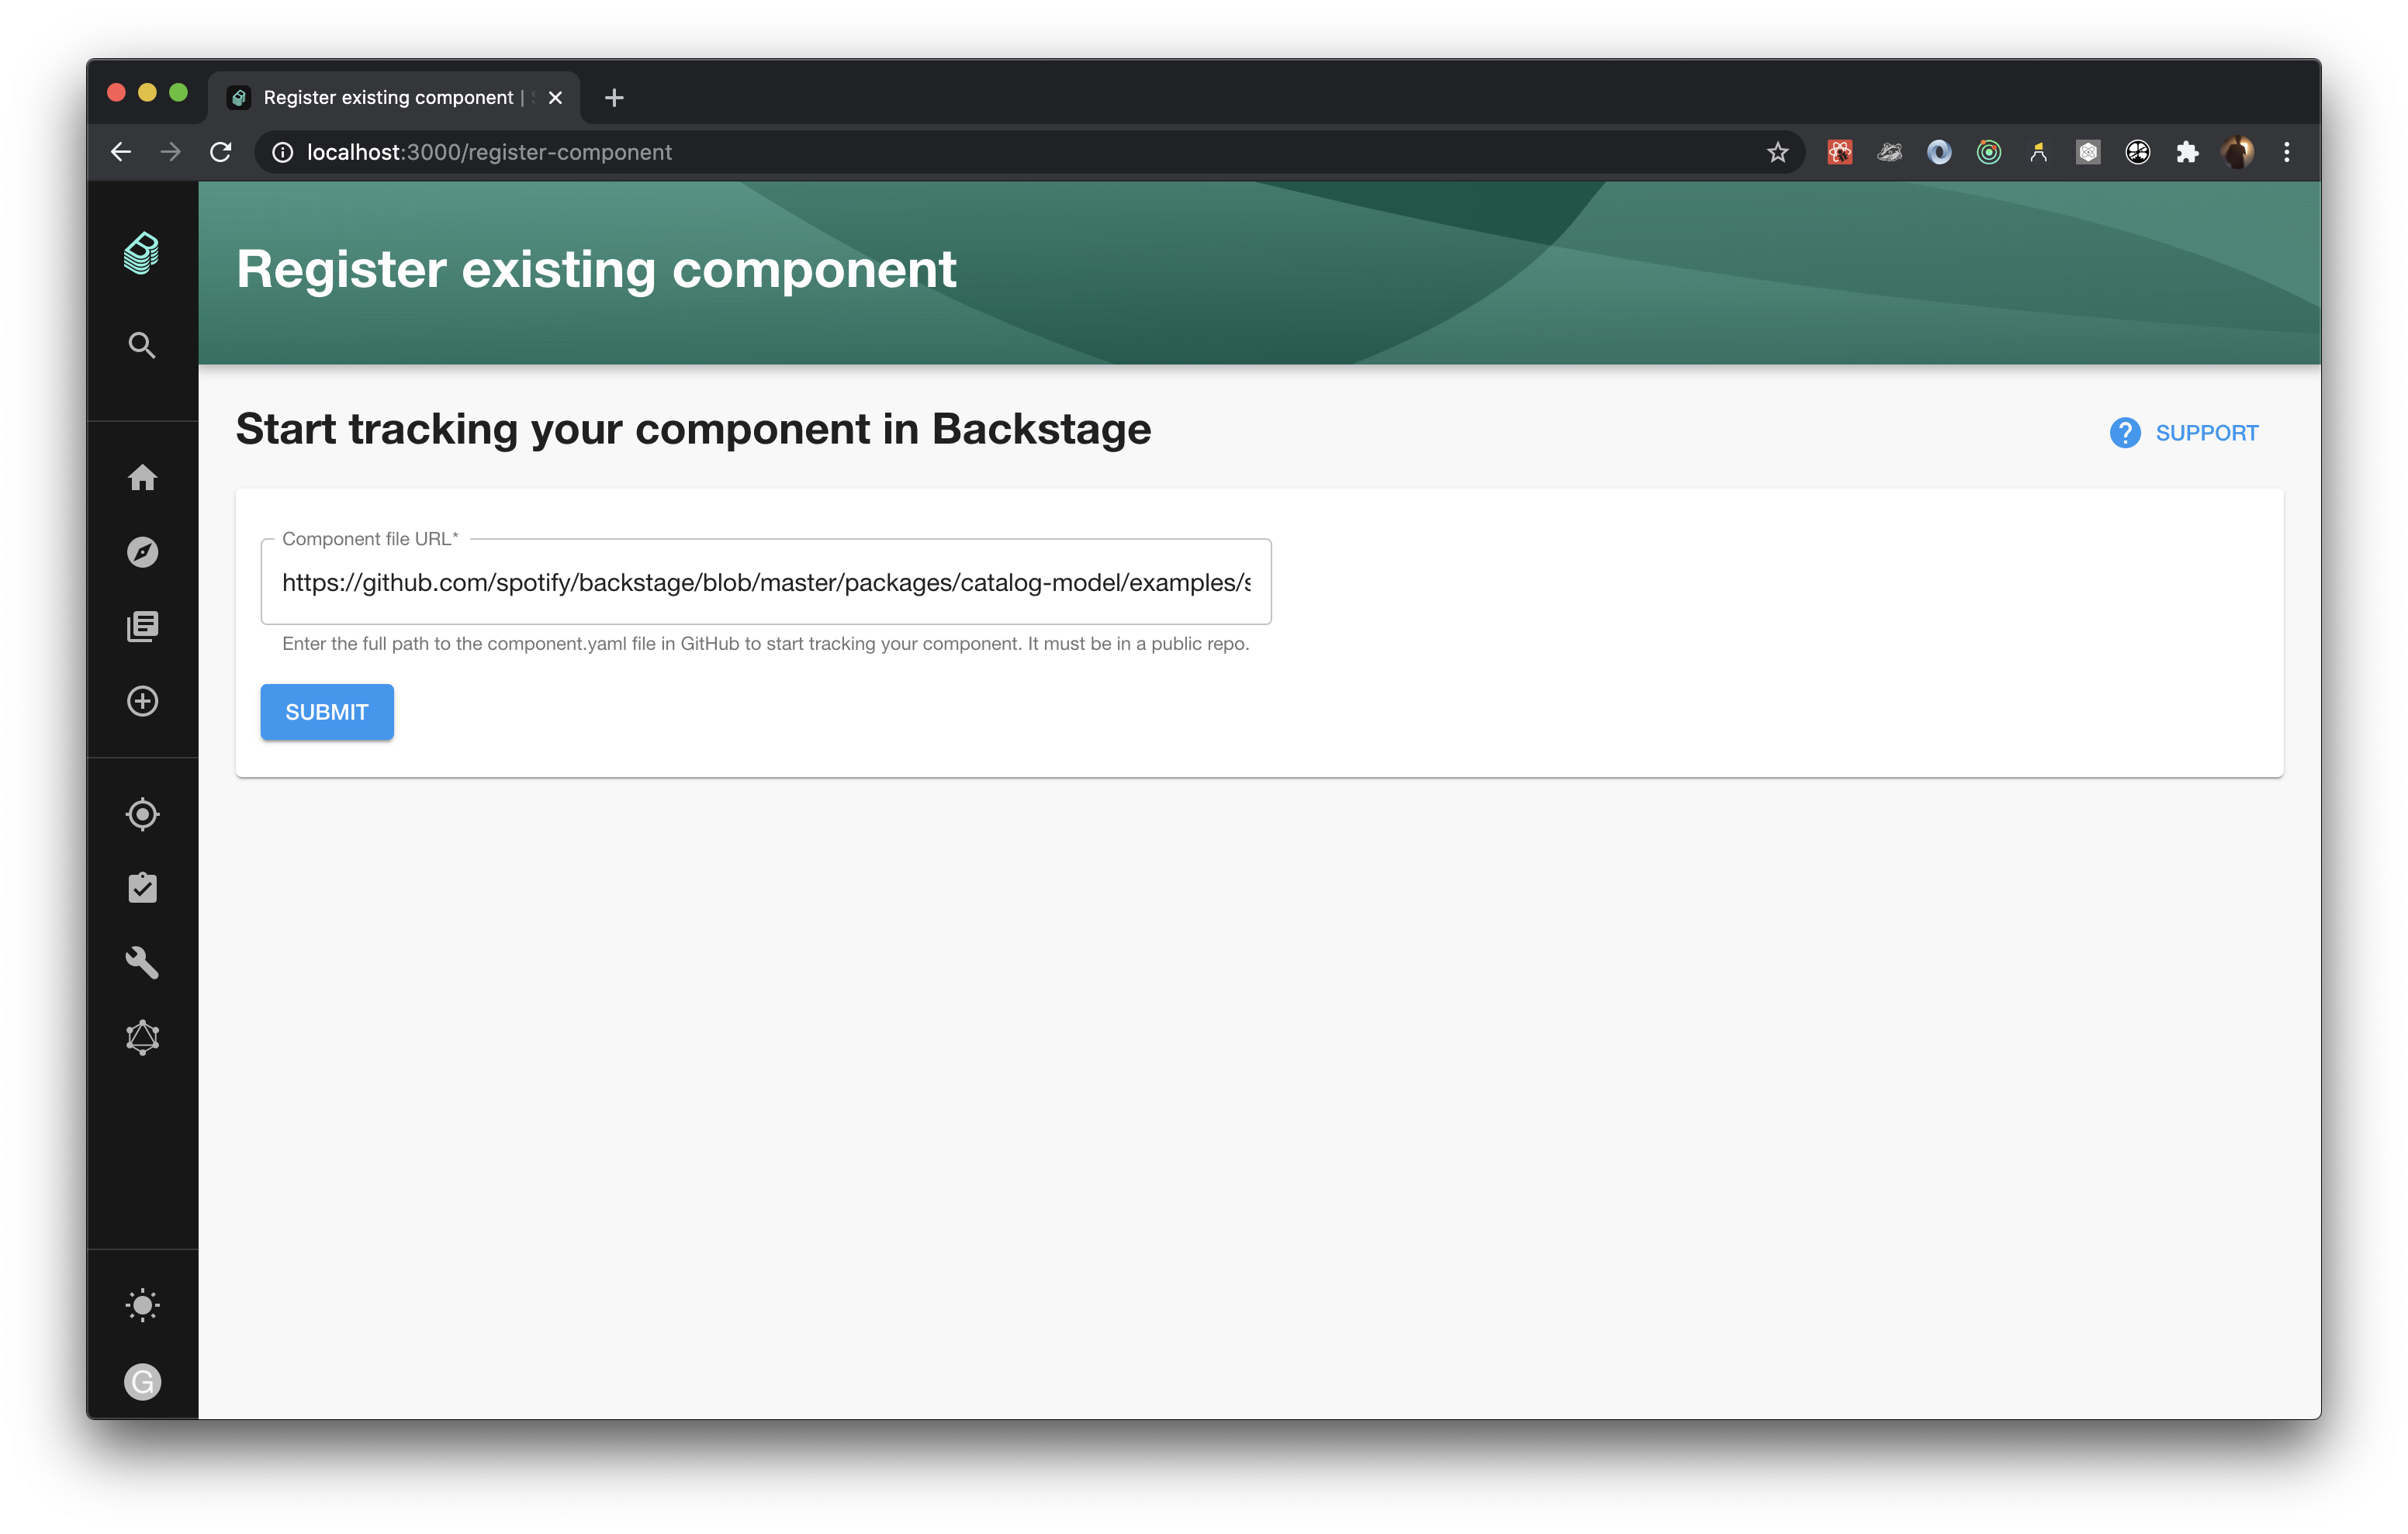 Register existing component |
localhost:3000/register-component
Register existing component
Start tracking your component in Backstage
SUPPORT
Component file URL*
https://github.com/spotify/backstage/blob/master/packages/catalog-model/examples/s
Enter the full path to the component.yaml file in GitHub to start tracking your component. It must be in a public repo.
SUBMIT
G